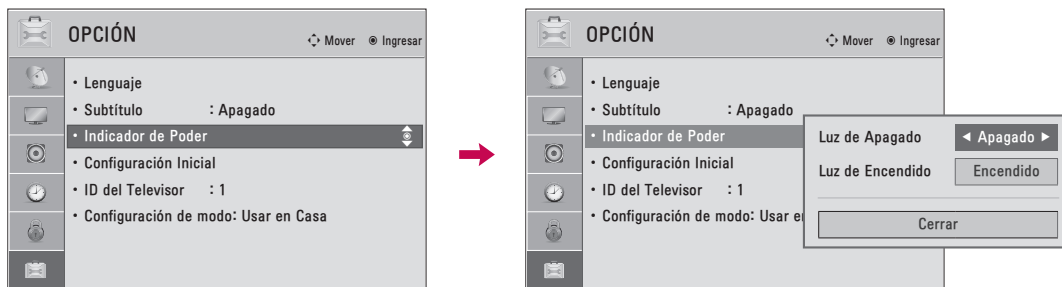 OPCIÓN
Mover Ingresar
• Lenguaje
• Subtítulo : Apagado
• Indicador de Poder
• Configuración Inicial
• ID del Televisor : 1
• Configuración de modo: Usar en Casa
OPCIÓN
Mover Ingresar
• Lenguaje
• Subtítulo : Apagado
• Indicador de Poder
• Configuración Inicial
• ID del Televisor : 1
• Configuración de modo: Usar
Luz de Apagado ◄ Apagado ►
Luz de Encendido Encendido
Cerrar